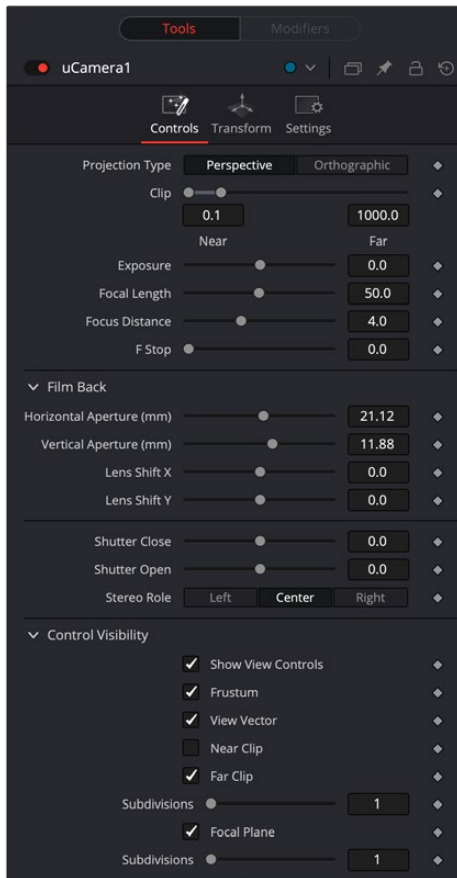 Tools Modifiers
uCamera1
Controls Transform Settings
Projection Type Perspective Orthographic
Clip
0.1 1000.0
Near Far
Exposure 0.0
Focal Length 50.0
Focus Distance 4.0
F Stop 0.0
Film Back
Horizontal Aperture (mm) 21.12
Vertical Aperture (mm) 11.88
Lens Shift X 0.0
Lens Shift Y 0.0
Shutter Close 0.0
Shutter Open 0.0
Stereo Role Left Center Right
Control Visibility
Show View Controls
Frustum
View Vector
Near Clip
Far Clip
Subdivisions 1
Focal Plane
Subdivisions 1